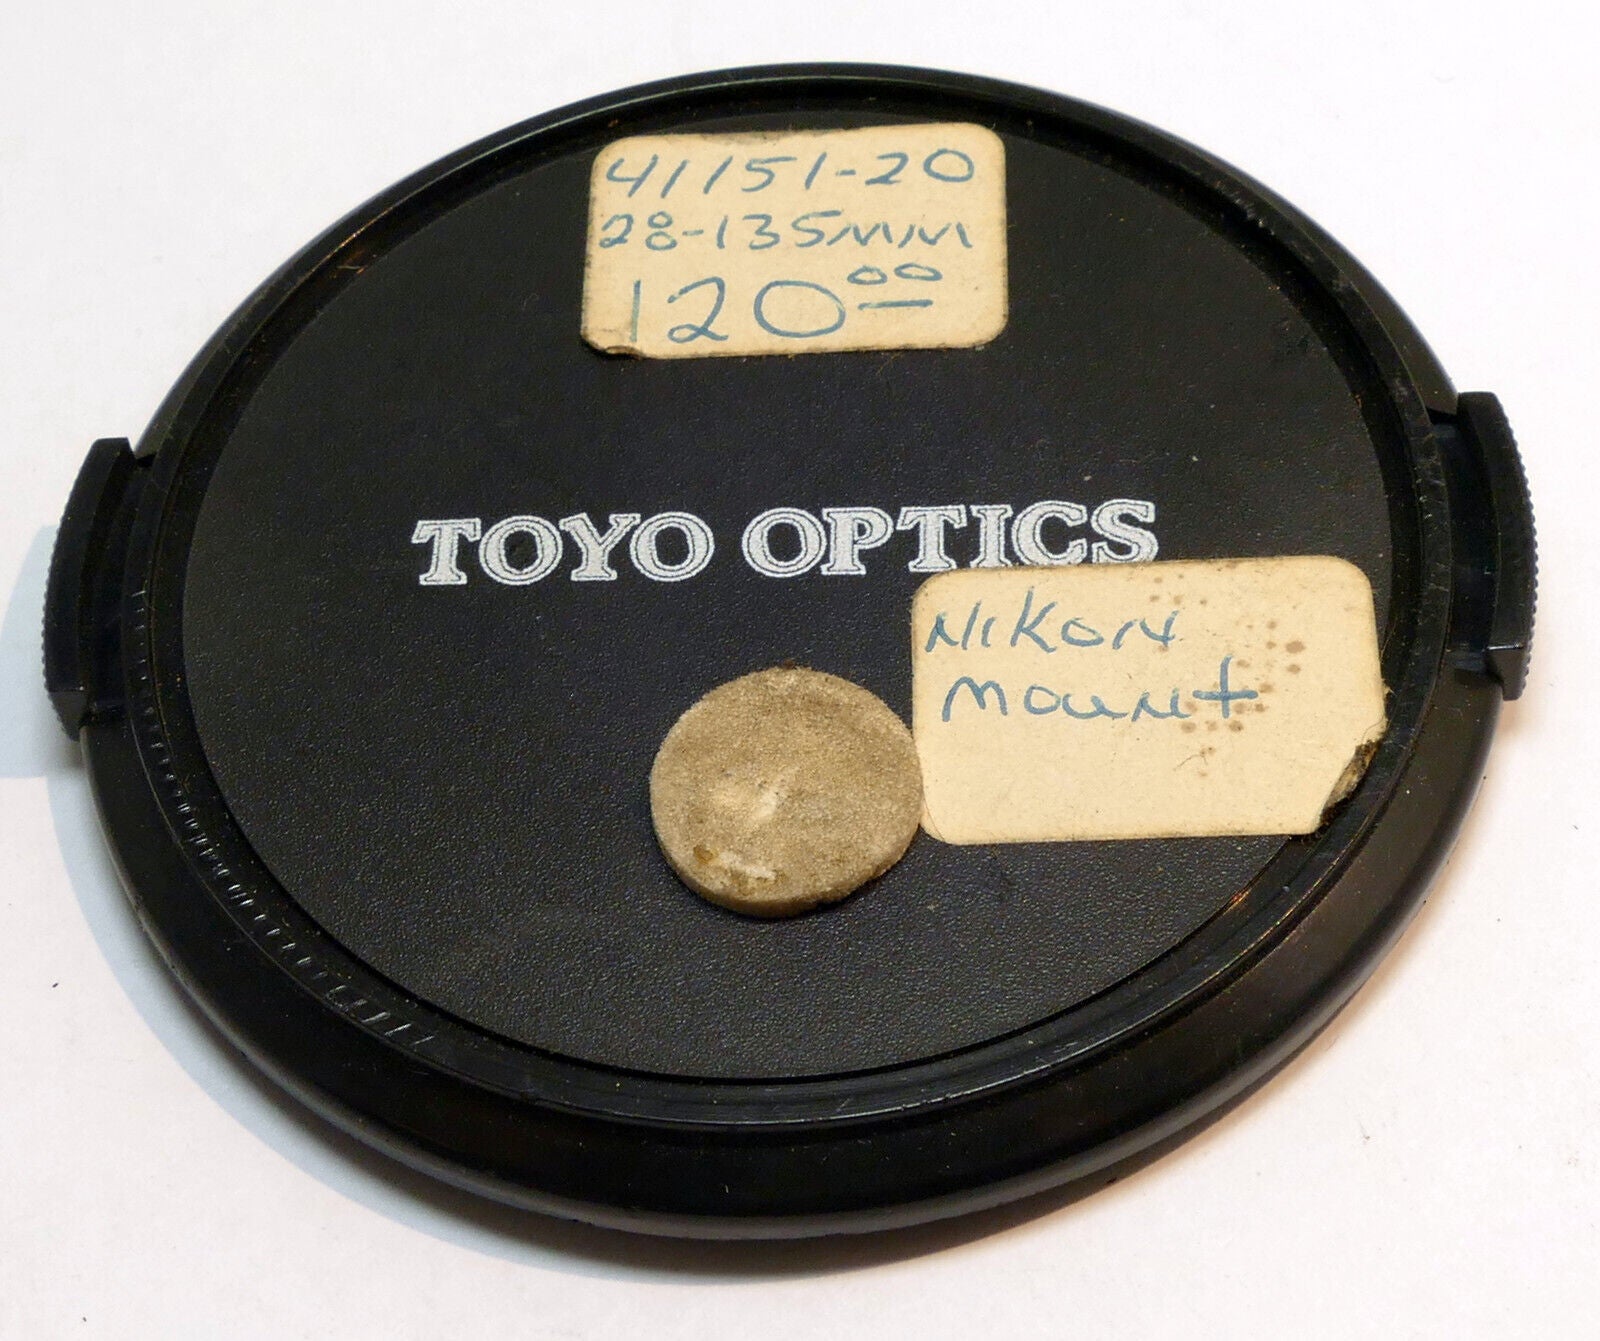 41151-20
28-135mm
120.00
TOYO OPTICS
Nikon
mount